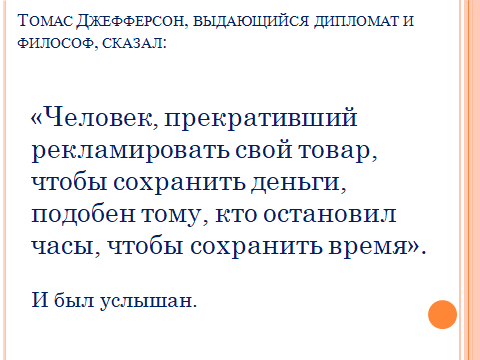 Томас Джефферсон, выдающийся дипломат и
философ, сказал:
«Человек, прекративший
рекламировать свой товар,
чтобы сохранить деньги,
подобен тому, кто остановил
часы, чтобы сохранить время».
И был услышан.